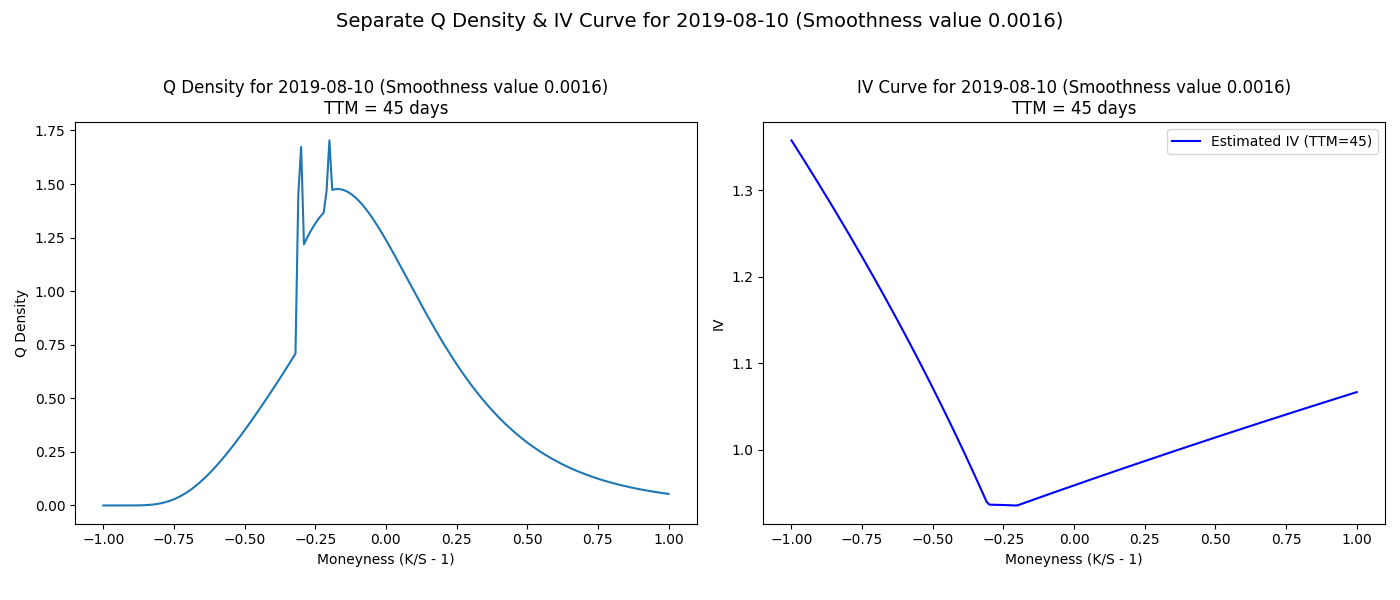 Separate Q Density & IV Curve for 2019-08-10 (Smoothness value 0.0016)
Q Density for 2019-08-10 (Smoothness value 0.0016)
TTM = 45 days
1.75
1.50
1.25
1.00
0.75
0.50
0.25
0.00
Q Density
−1.00 −0.75 −0.50 −0.25 0.00 0.25 0.50 0.75 1.00
Moneyness (K/S - 1)
IV Curve for 2019-08-10 (Smoothness value 0.0016)
TTM = 45 days
Estimated IV (TTM=45)
1.3
1.2
1.1
1.0
IV
−1.00 −0.75 −0.50 −0.25 0.00 0.25 0.50 0.75 1.00
Moneyness (K/S - 1)